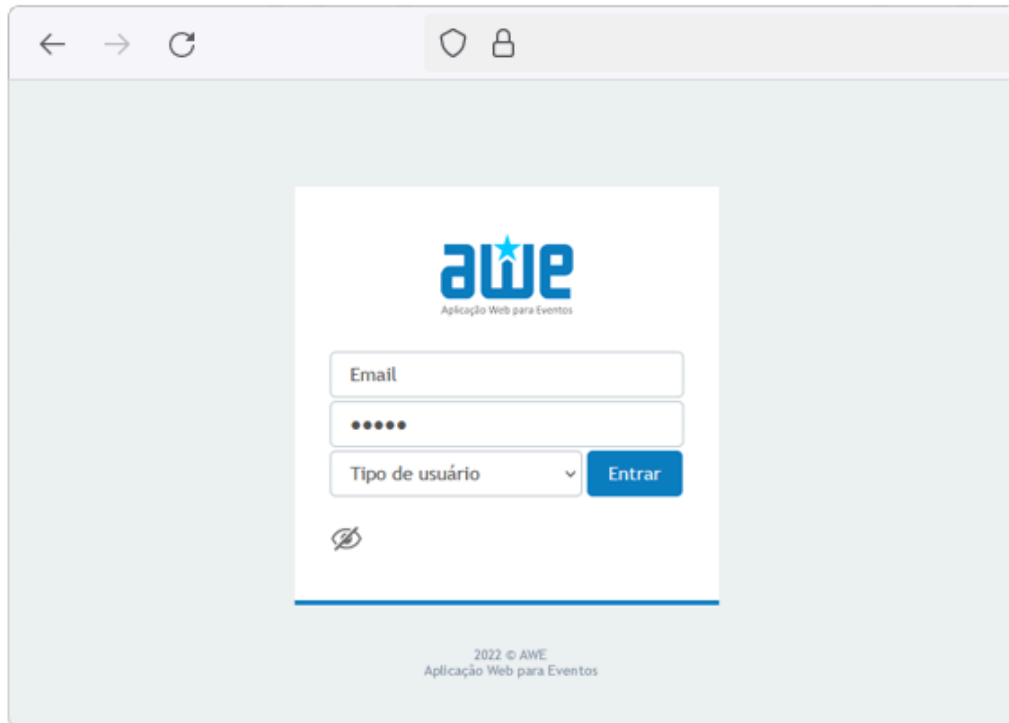 awe
Aplicação Web para Eventos
Email
•••••
Tipo de usuário
Entrar
2022 © AWE
Aplicação Web para Eventos